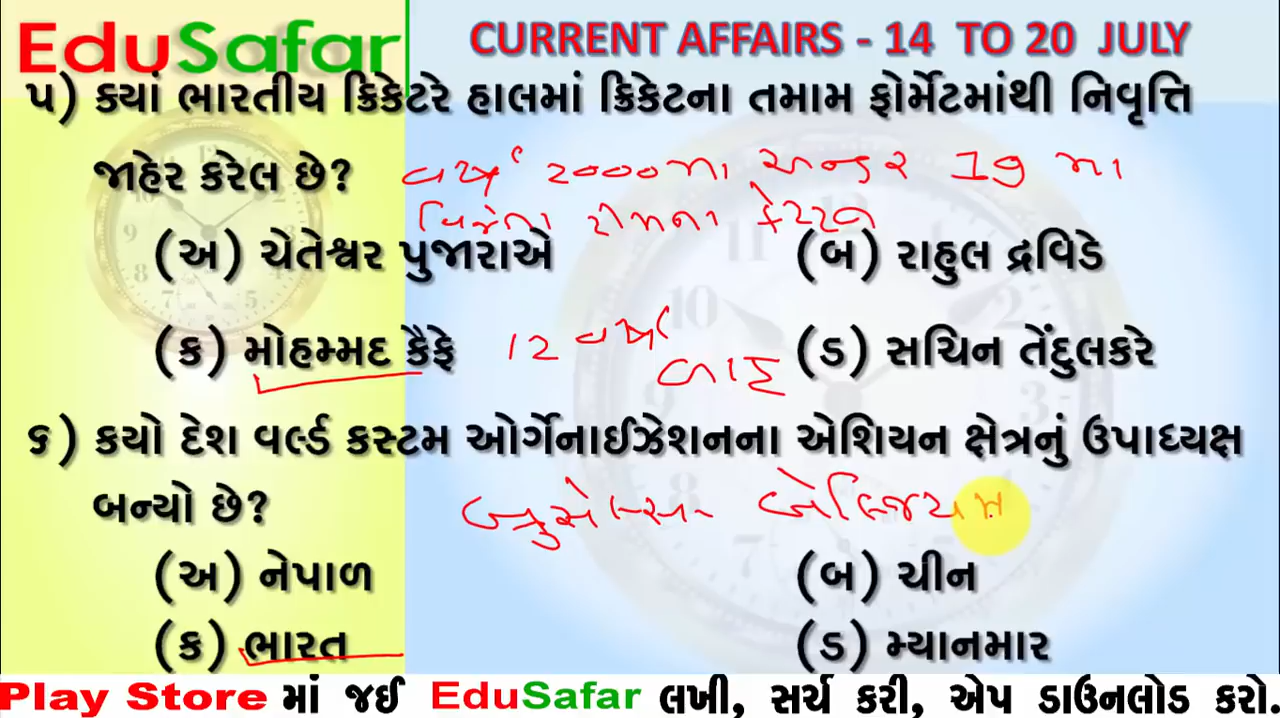 EduSafar CURRENT AFFAIRS - 14 TO 20 JULY
૫) ક્યાં ભારતીય ક્રિકેટરે હાલમાં ક્રિકેટના તમામ ફોર્મેટમાંથી નિવૃત્તિ
જાહેર કરેલ છે? વર્ષ 2000ના અન્ડર 19 ના
વિજેતા ટીમના કેપ્ટન
(અ) ચેતેશ્વર પુજારાએ (બ) રાહુલ દ્રવિડે
(ક) મોહમ્મદ કૈફે 12 વર્ષ (ડ) સચિન તેંદુલકરે
બાદ
૬) કયો દેશ વર્લ્ડ કસ્ટમ ઓર્ગેનાઈઝેશનના એશિયન ક્ષેત્રનું ઉપાધ્યક્ષ
બન્યો છે? બ્રુસેલ્સ બેલ્જિયમ
(અ) નેપાળ (બ) ચીન
(ક) ભારત (ડ) મ્યાનમાર
Play Store માં જઈ EduSafar લખી, સર્ચ કરી, એપ ડાઉનલોડ કરો.